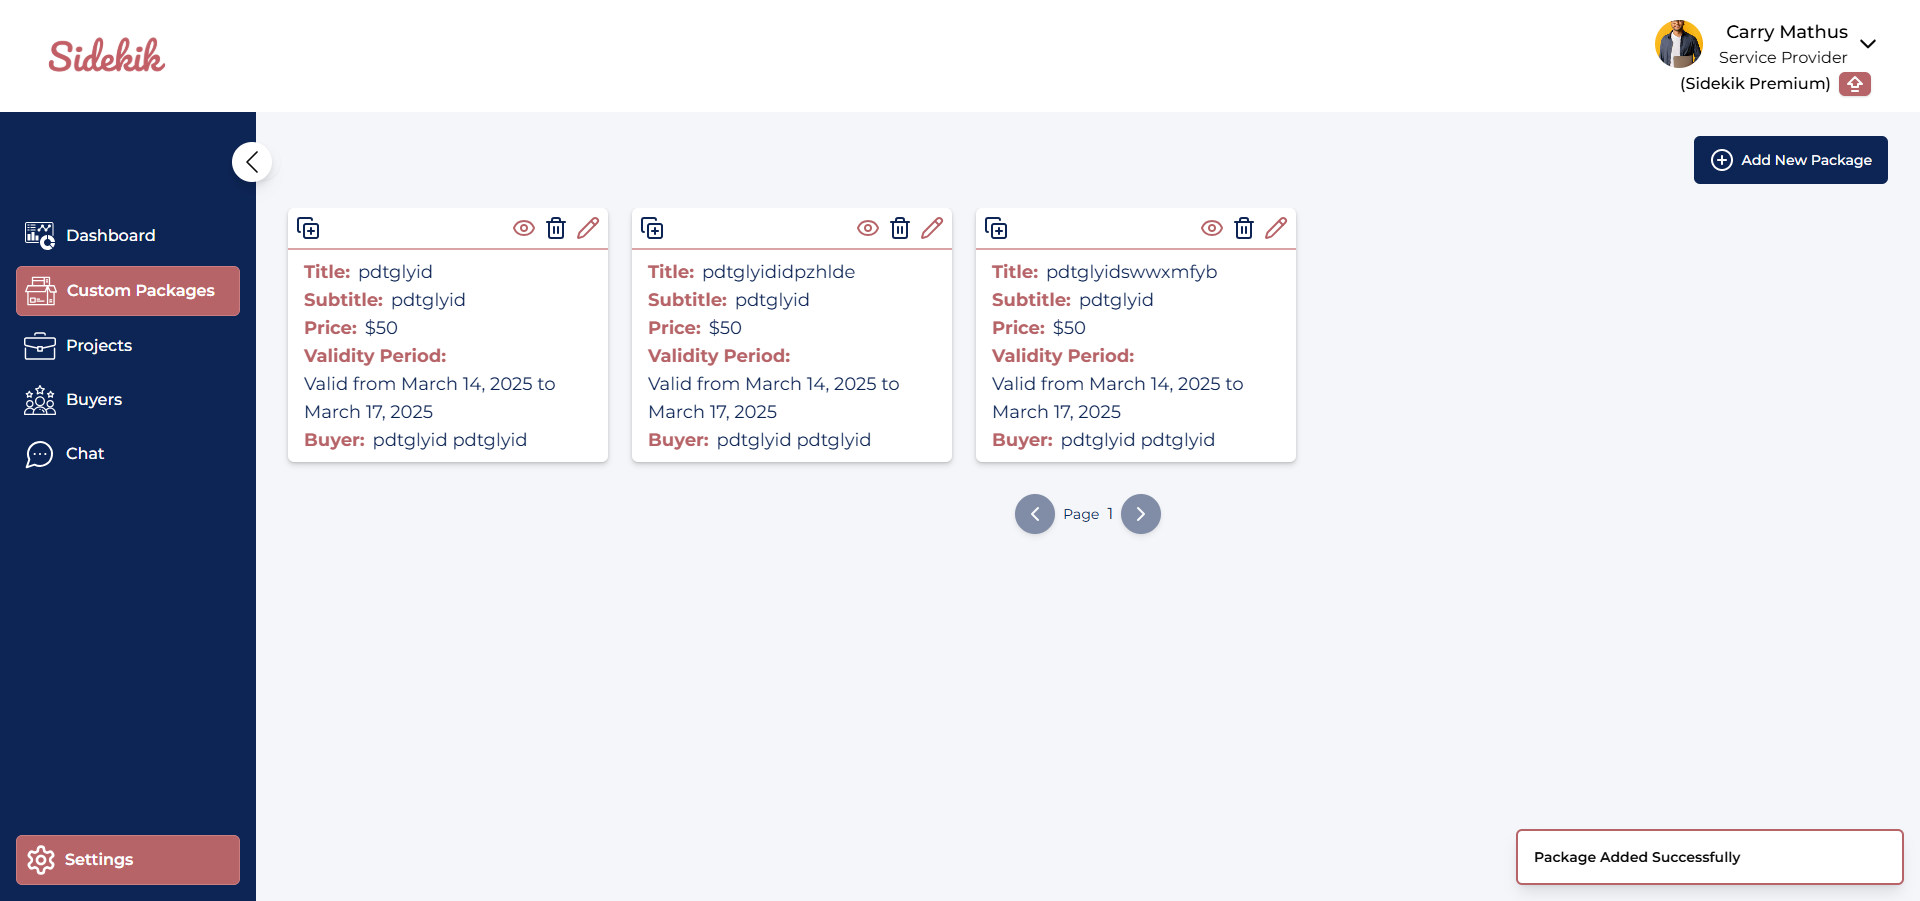 Sidekik
Carry Mathus
Service Provider
(Sidekik Premium)
Add New Package
Dashboard
Custom Packages
Projects
Buyers
Chat
Settings
Title: pdtglyid
Subtitle: pdtglyid
Price: $50
Validity Period:
Valid from March 14, 2025 to
March 17, 2025
Buyer: pdtglyid pdtglyid
Title: pdtglyididpzhlde
Subtitle: pdtglyid
Price: $50
Validity Period:
Valid from March 14, 2025 to
March 17, 2025
Buyer: pdtglyid pdtglyid
Title: pdtglyidswwxmfyb
Subtitle: pdtglyid
Price: $50
Validity Period:
Valid from March 14, 2025 to
March 17, 2025
Buyer: pdtglyid pdtglyid
Page 1
Package Added Successfully